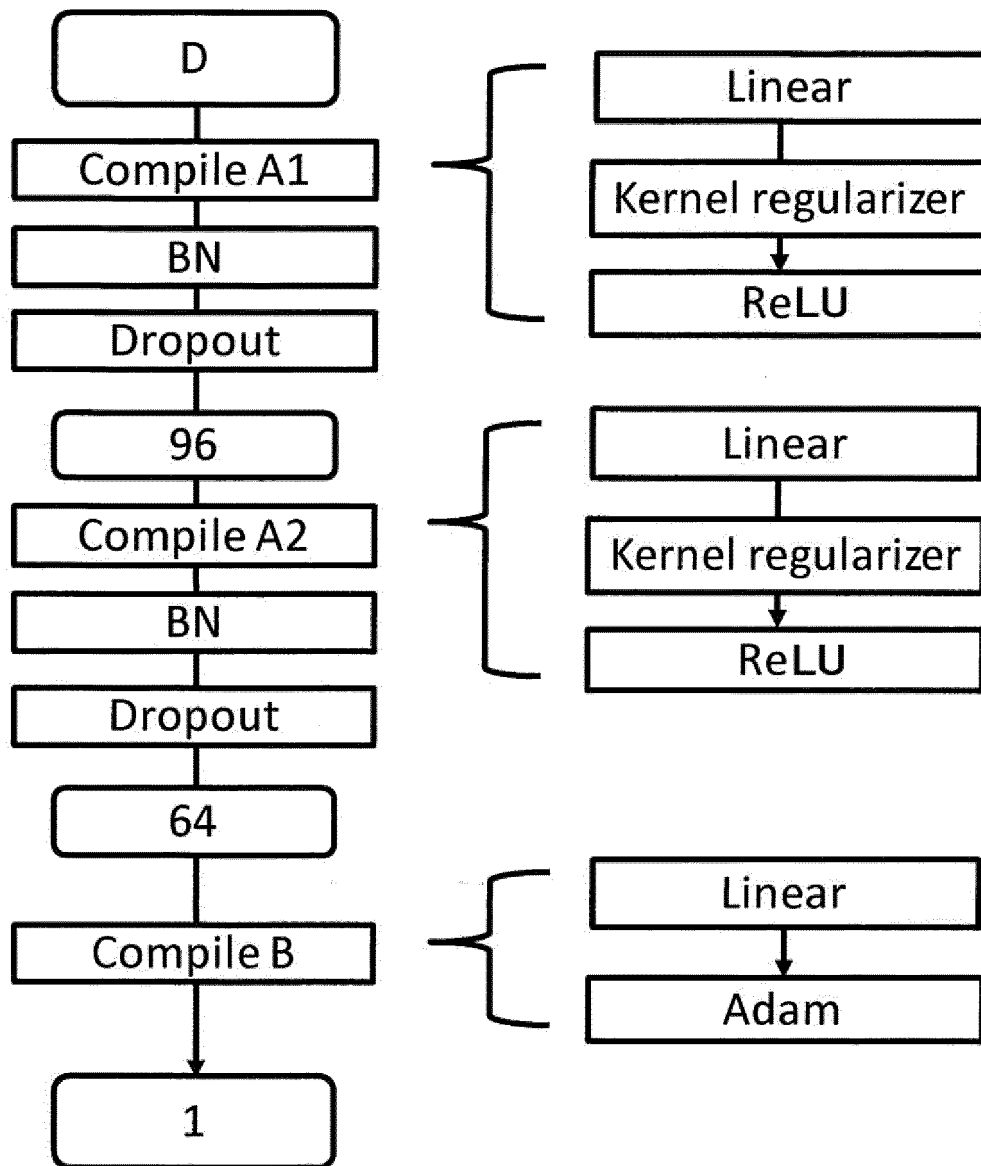 D
Compile A1
BN
Dropout
96
Compile A2
BN
Dropout
64
Compile B
1
Linear
Kernel regularizer
ReLU
Linear
Kernel regularizer
ReLU
Linear
Adam